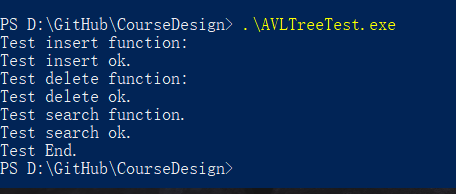 PS D:\GitHub\CourseDesign> .\AVLTreeTest.exe
Test insert function:
Test insert ok.
Test delete function:
Test delete ok.
Test search function.
Test search ok.
Test End.
PS D:\GitHub\CourseDesign>